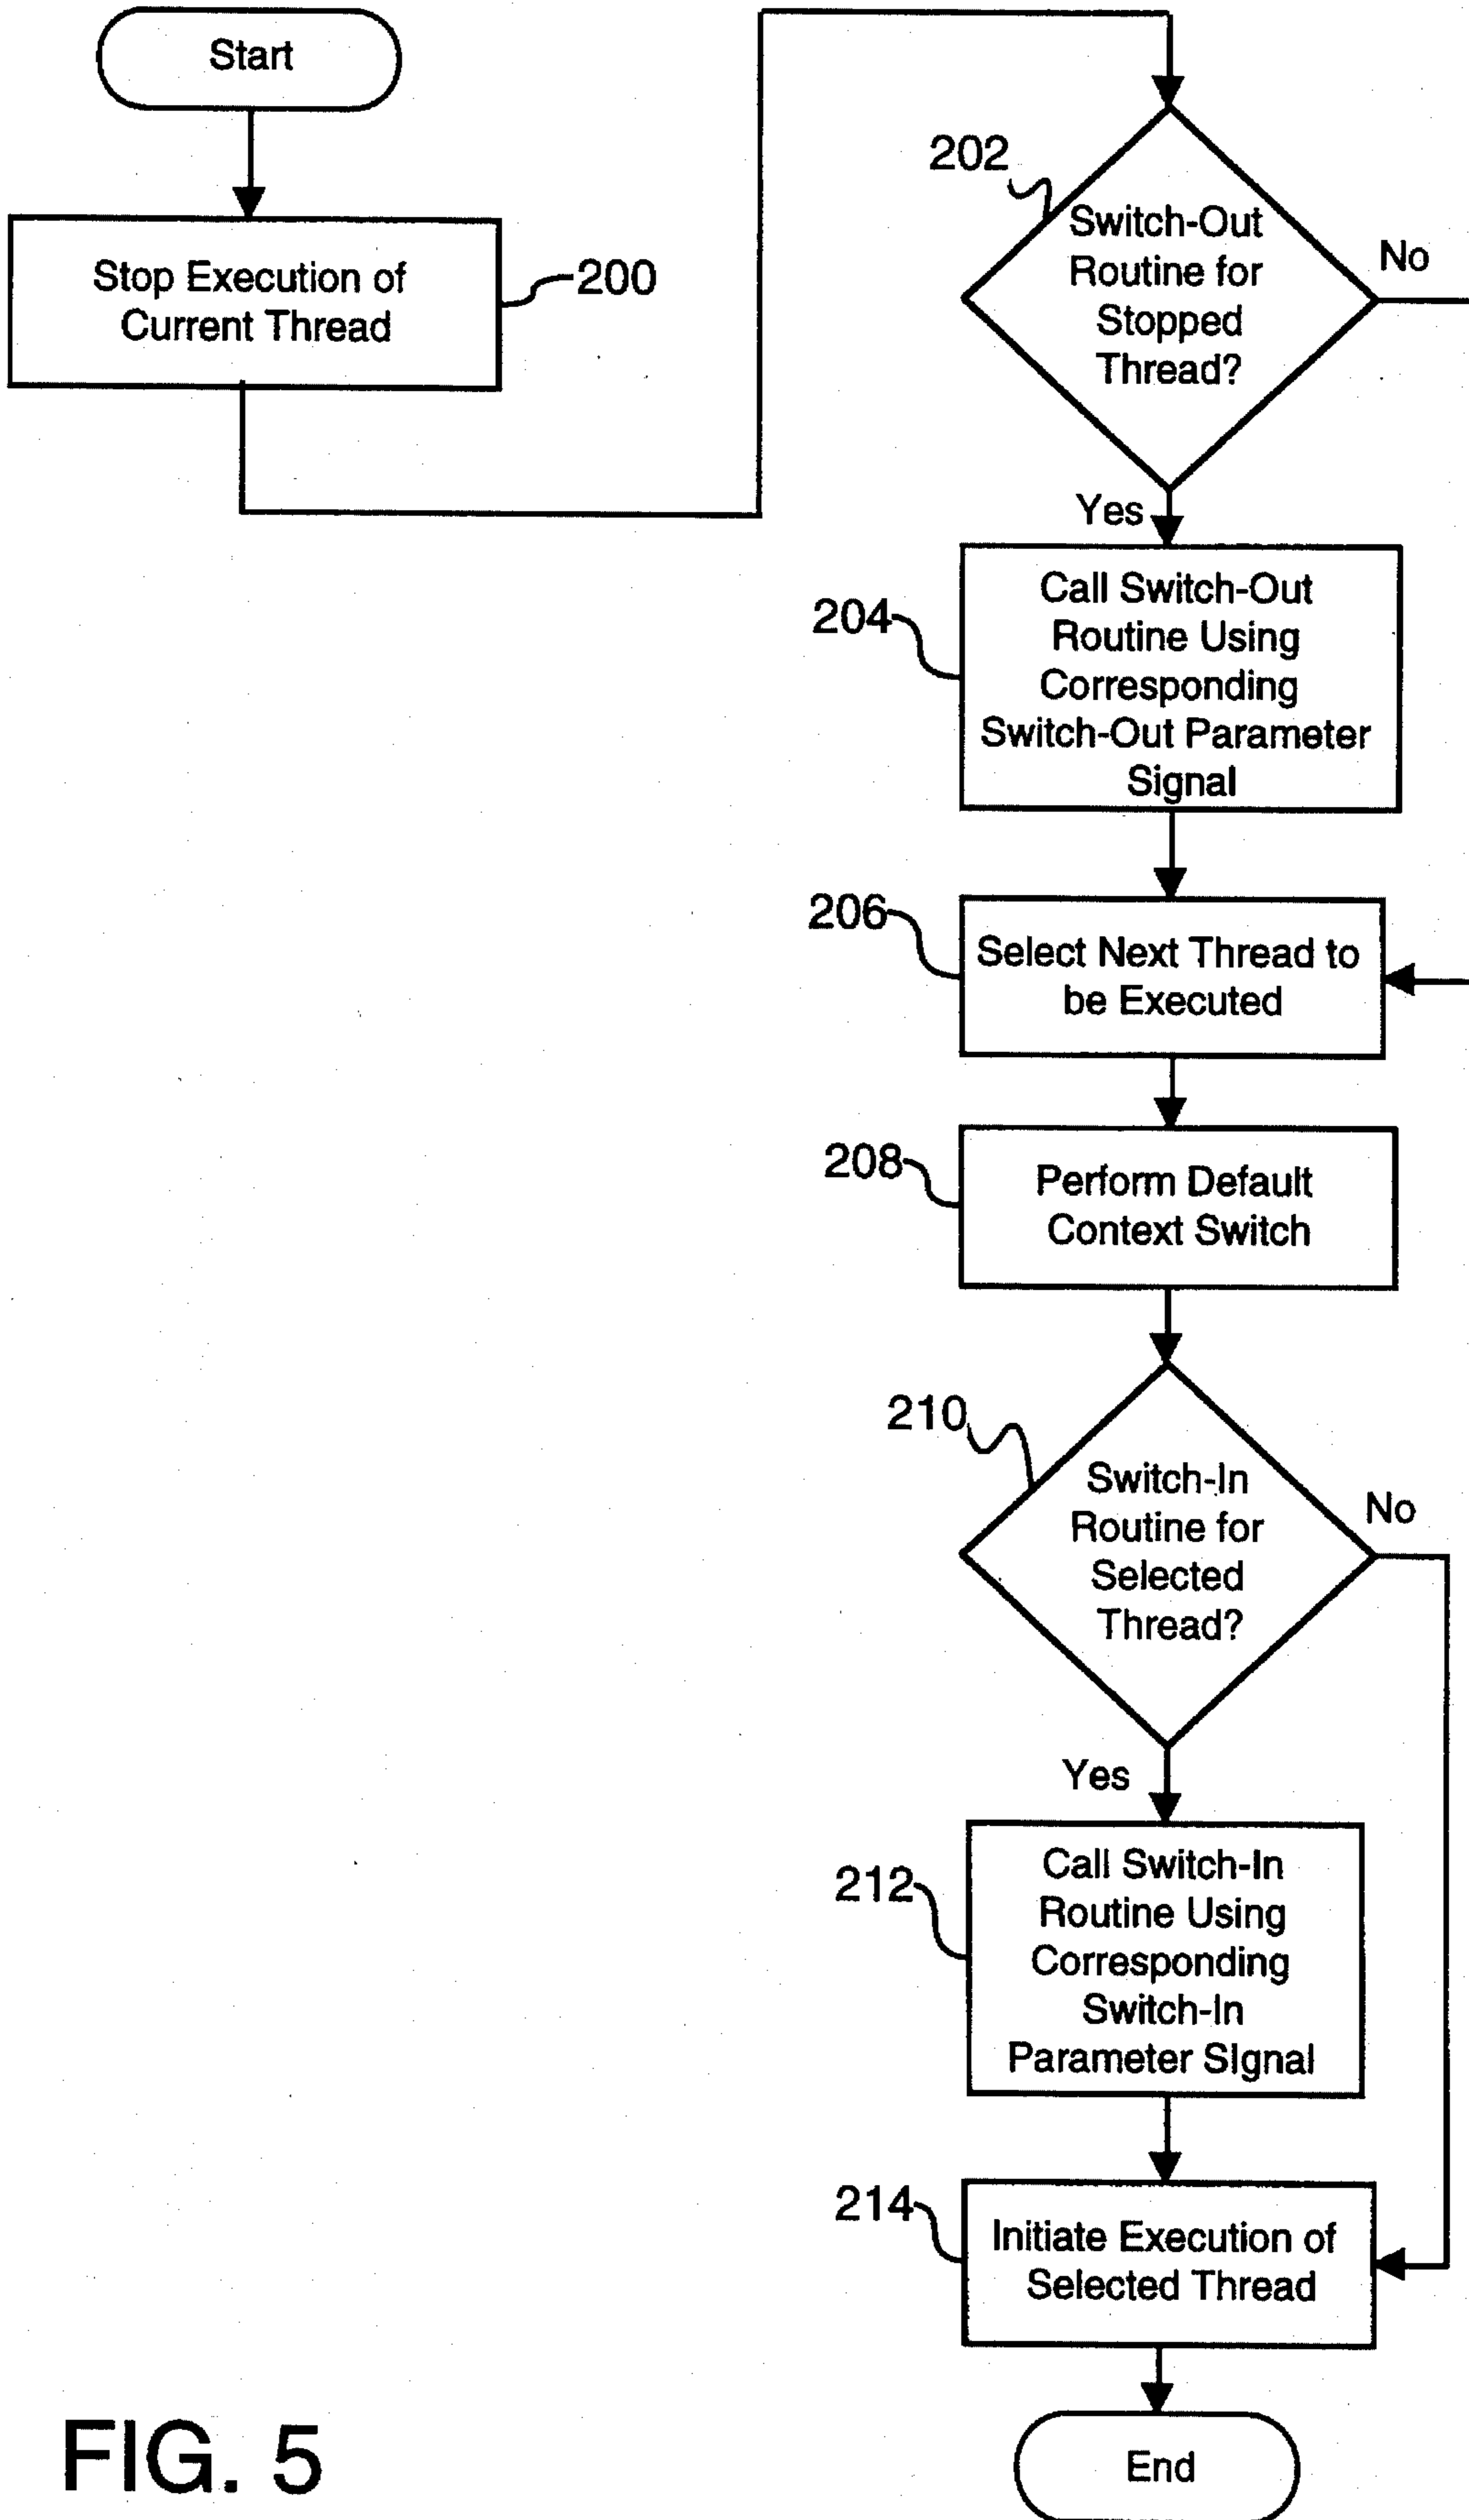 Start
Stop Execution of
Current Thread
200
202
Switch-Out
Routine for
Stopped
Thread?
No
Yes
204
Call Switch-Out
Routine Using
Corresponding
Switch-Out Parameter
Signal
206
Select Next Thread to
be Executed
208
Perform Default
Context Switch
210
Switch-In
Routine for
Selected
Thread?
No
Yes
212
Call Switch-In
Routine Using
Corresponding
Switch-In
Parameter SIgnal
214
Initiate Execution of
Selected Thread
End
FIG. 5